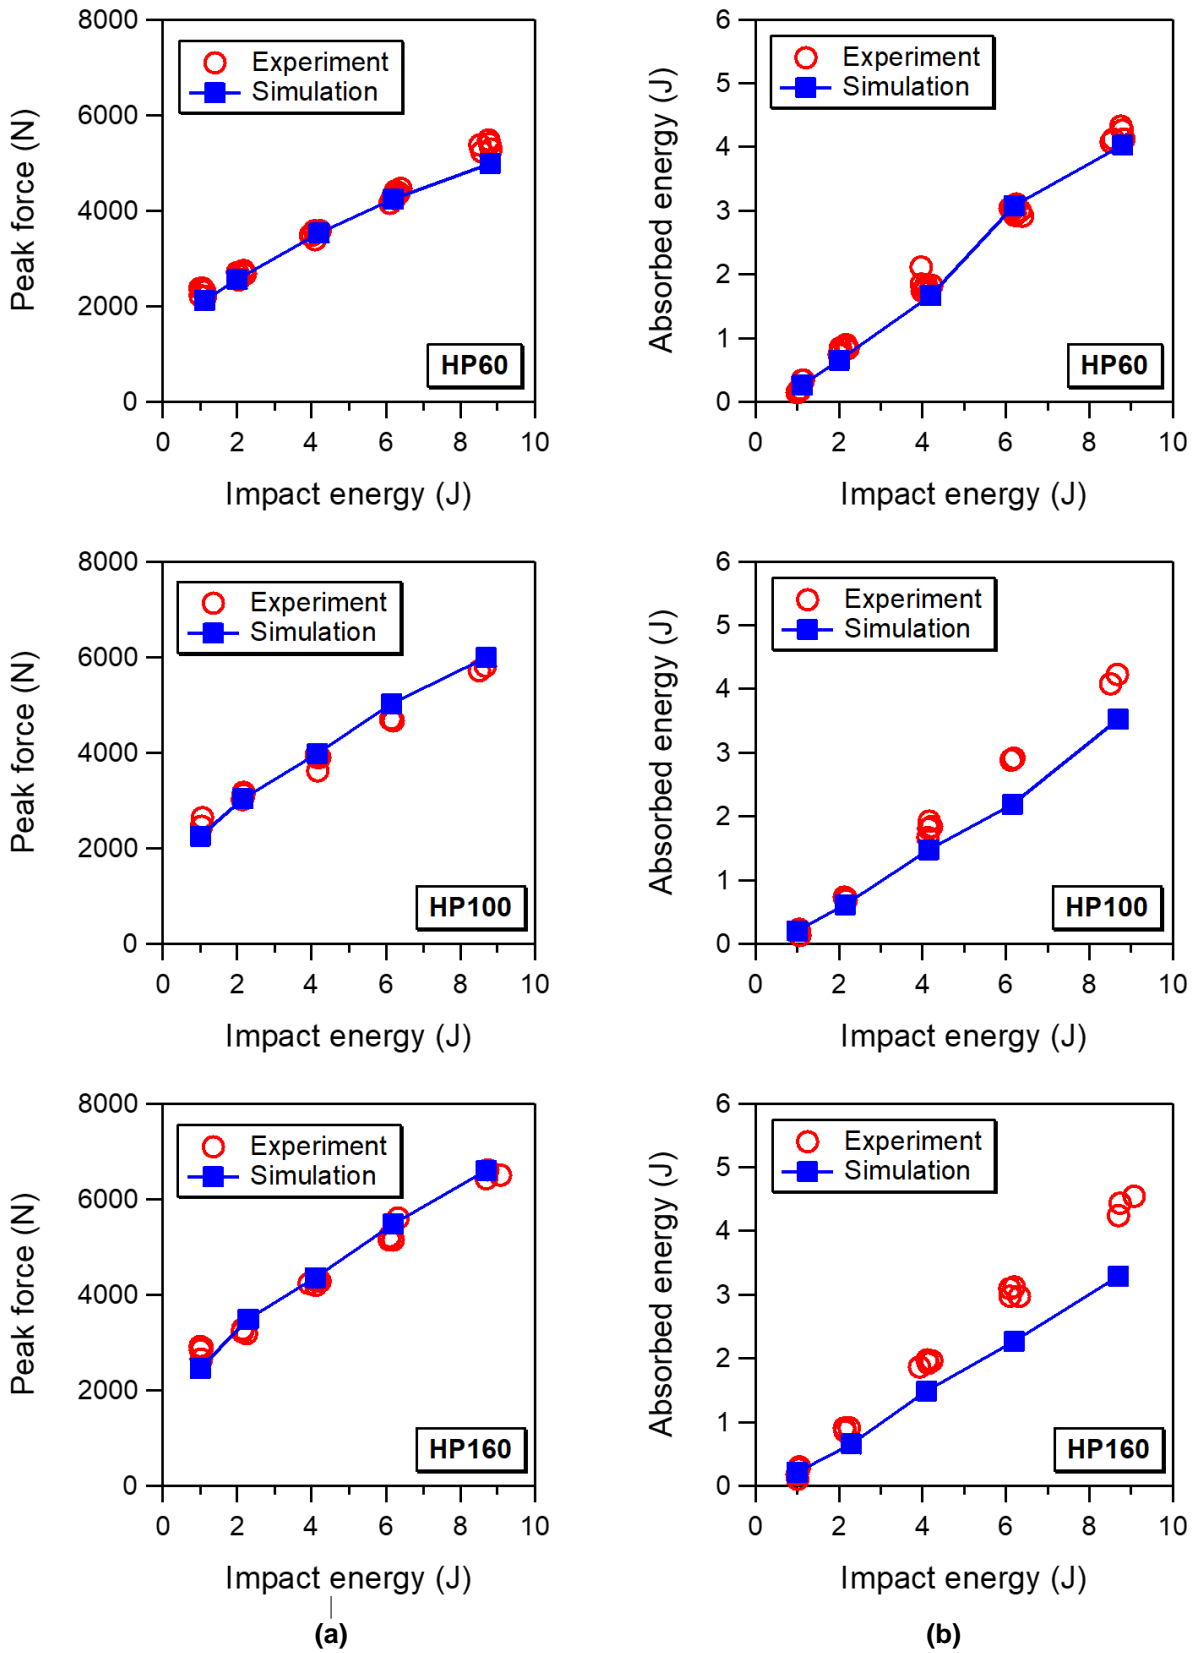 8000
6000
4000
2000
0
Peak force (N)
Experiment
Simulation
HP60
0 2 4 6 8 10
Impact energy (J)
6
5
4
3
2
1
0
Absorbed energy (J)
Experiment
Simulation
HP60
0 2 4 6 8 10
Impact energy (J)
8000
6000
4000
2000
0
Peak force (N)
Experiment
Simulation
HP100
0 2 4 6 8 10
Impact energy (J)
6
5
4
3
2
1
0
Absorbed energy (J)
Experiment
Simulation
HP100
0 2 4 6 8 10
Impact energy (J)
8000
6000
4000
2000
0
Peak force (N)
Experiment
Simulation
HP160
0 2 4 6 8 10
Impact energy (J)
6
5
4
3
2
1
0
Absorbed energy (J)
Experiment
Simulation
HP160
0 2 4 6 8 10
Impact energy (J)
(a)
(b)